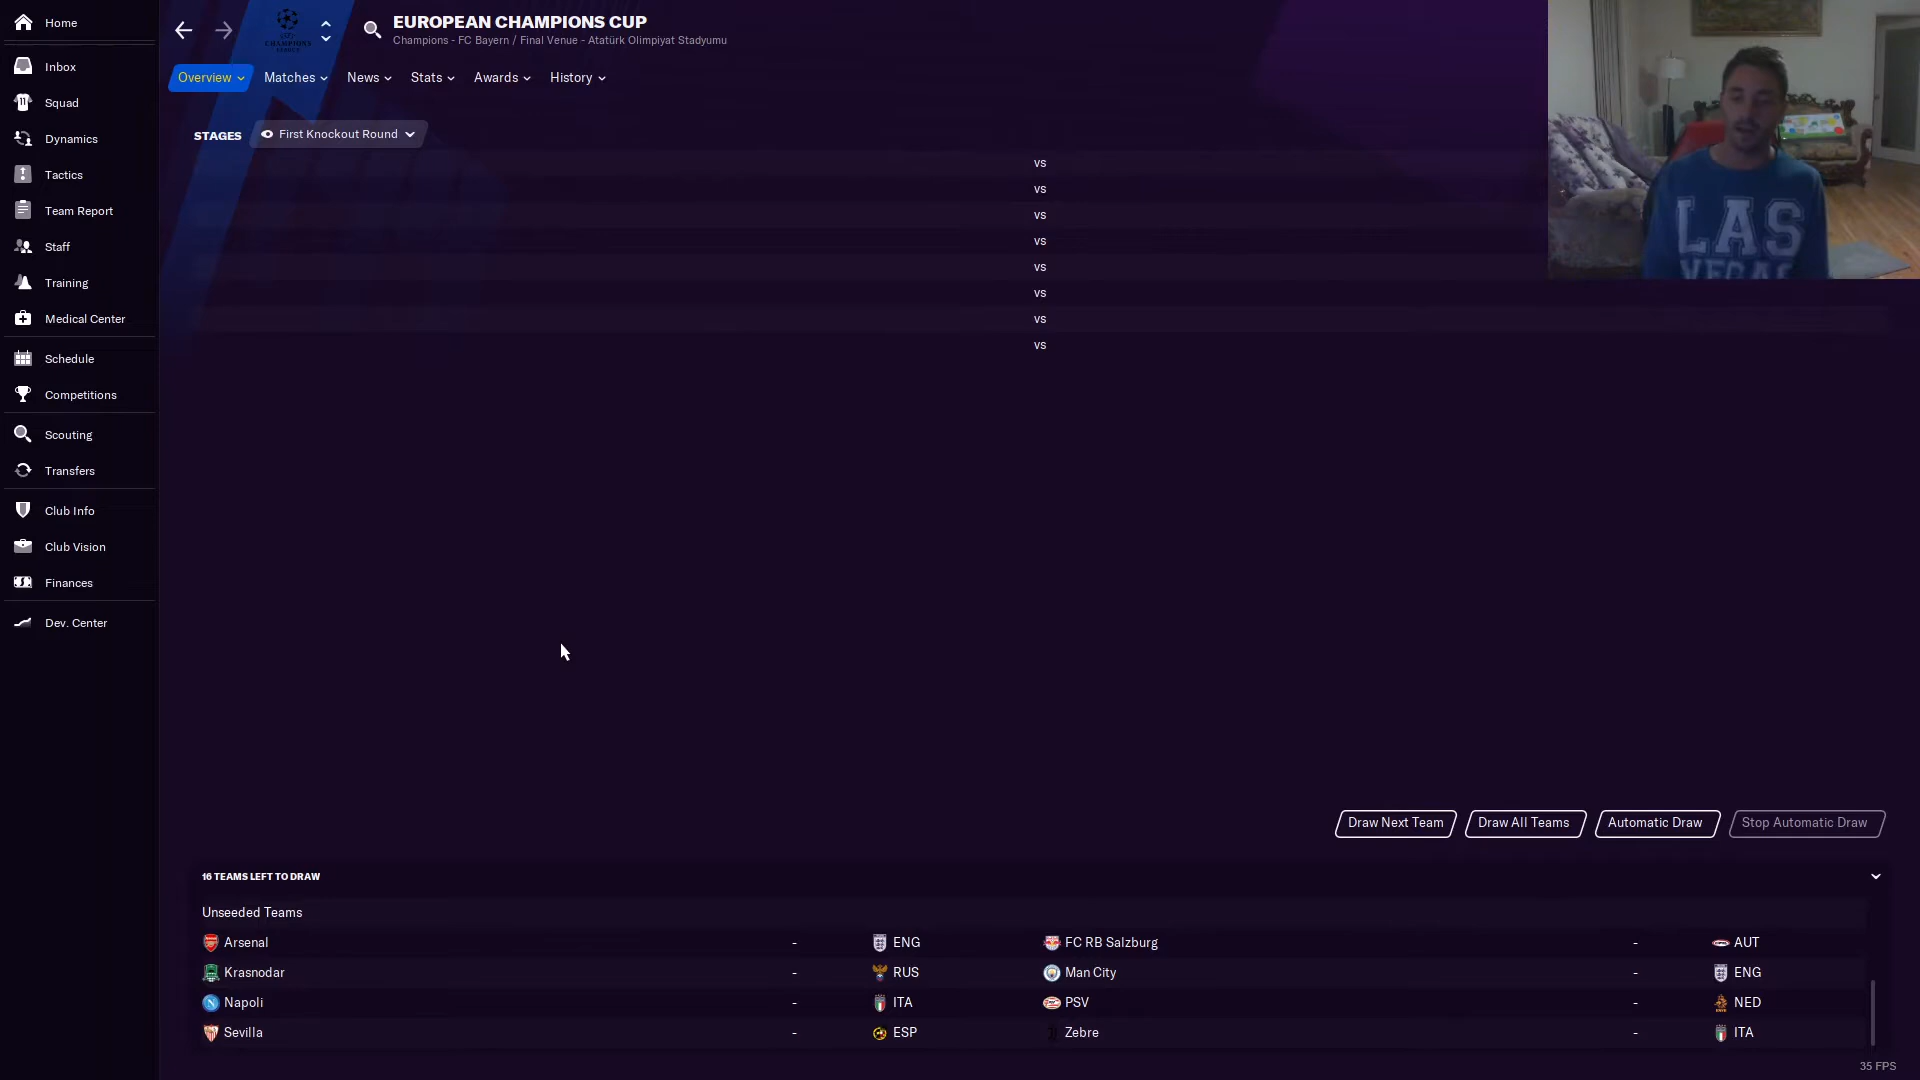 Home
Inbox
Squad
Dynamics
Tactics
Team Report
Staff
Training
Medical Center
Schedule
Competitions
Scouting
Transfers
Club Info
Club Vision
Finances
Dev. Center
CHAMPIONS
LEAGUE
EUROPEAN CHAMPIONS CUP
Champions - FC Bayern / Final Venue - Atatürk Olimpiyat Stadyumu
Overview Matches News Stats Awards History
STAGES First Knockout Round
vs
vs
vs
vs
vs
vs
vs
vs
LAS
VEGAS
Draw Next Team Draw All Teams Automatic Draw Stop Automatic Draw
16 TEAMS LEFT TO DRAW
Unseeded Teams
Arsenal - ENG FC RB Salzburg - AUT
Krasnodar - RUS Man City - ENG
Napoli - ITA PSV - NED
Sevilla - ESP Zebre - ITA
35 FPS